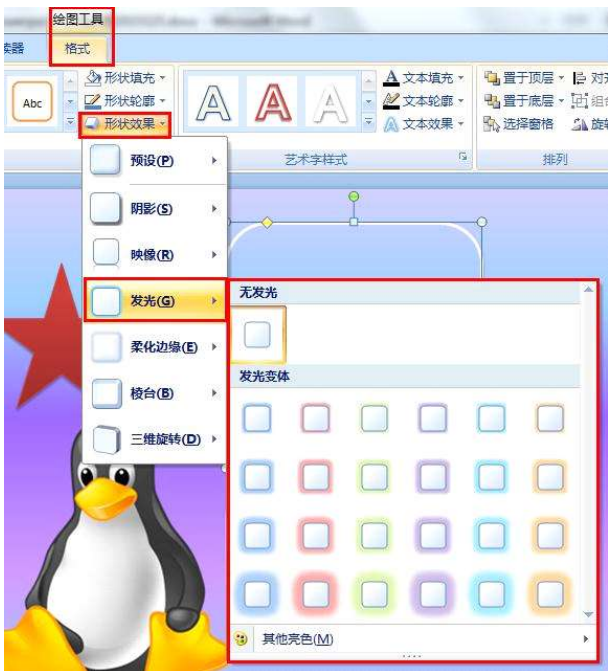 绘图工具
格式
Abc
形状填充
形状轮廓
形状效果
A A A
A 文本填充
文本轮廓
A 文本效果
置于顶层
置于底层
选择窗格
对齐
组合
艺术字样式
排列
预设(P)
阴影(S)
映像(R)
发光(G)
柔化边缘(E)
棱台(B)
三维旋转(D)
无发光
发光变体
其他亮色(M)